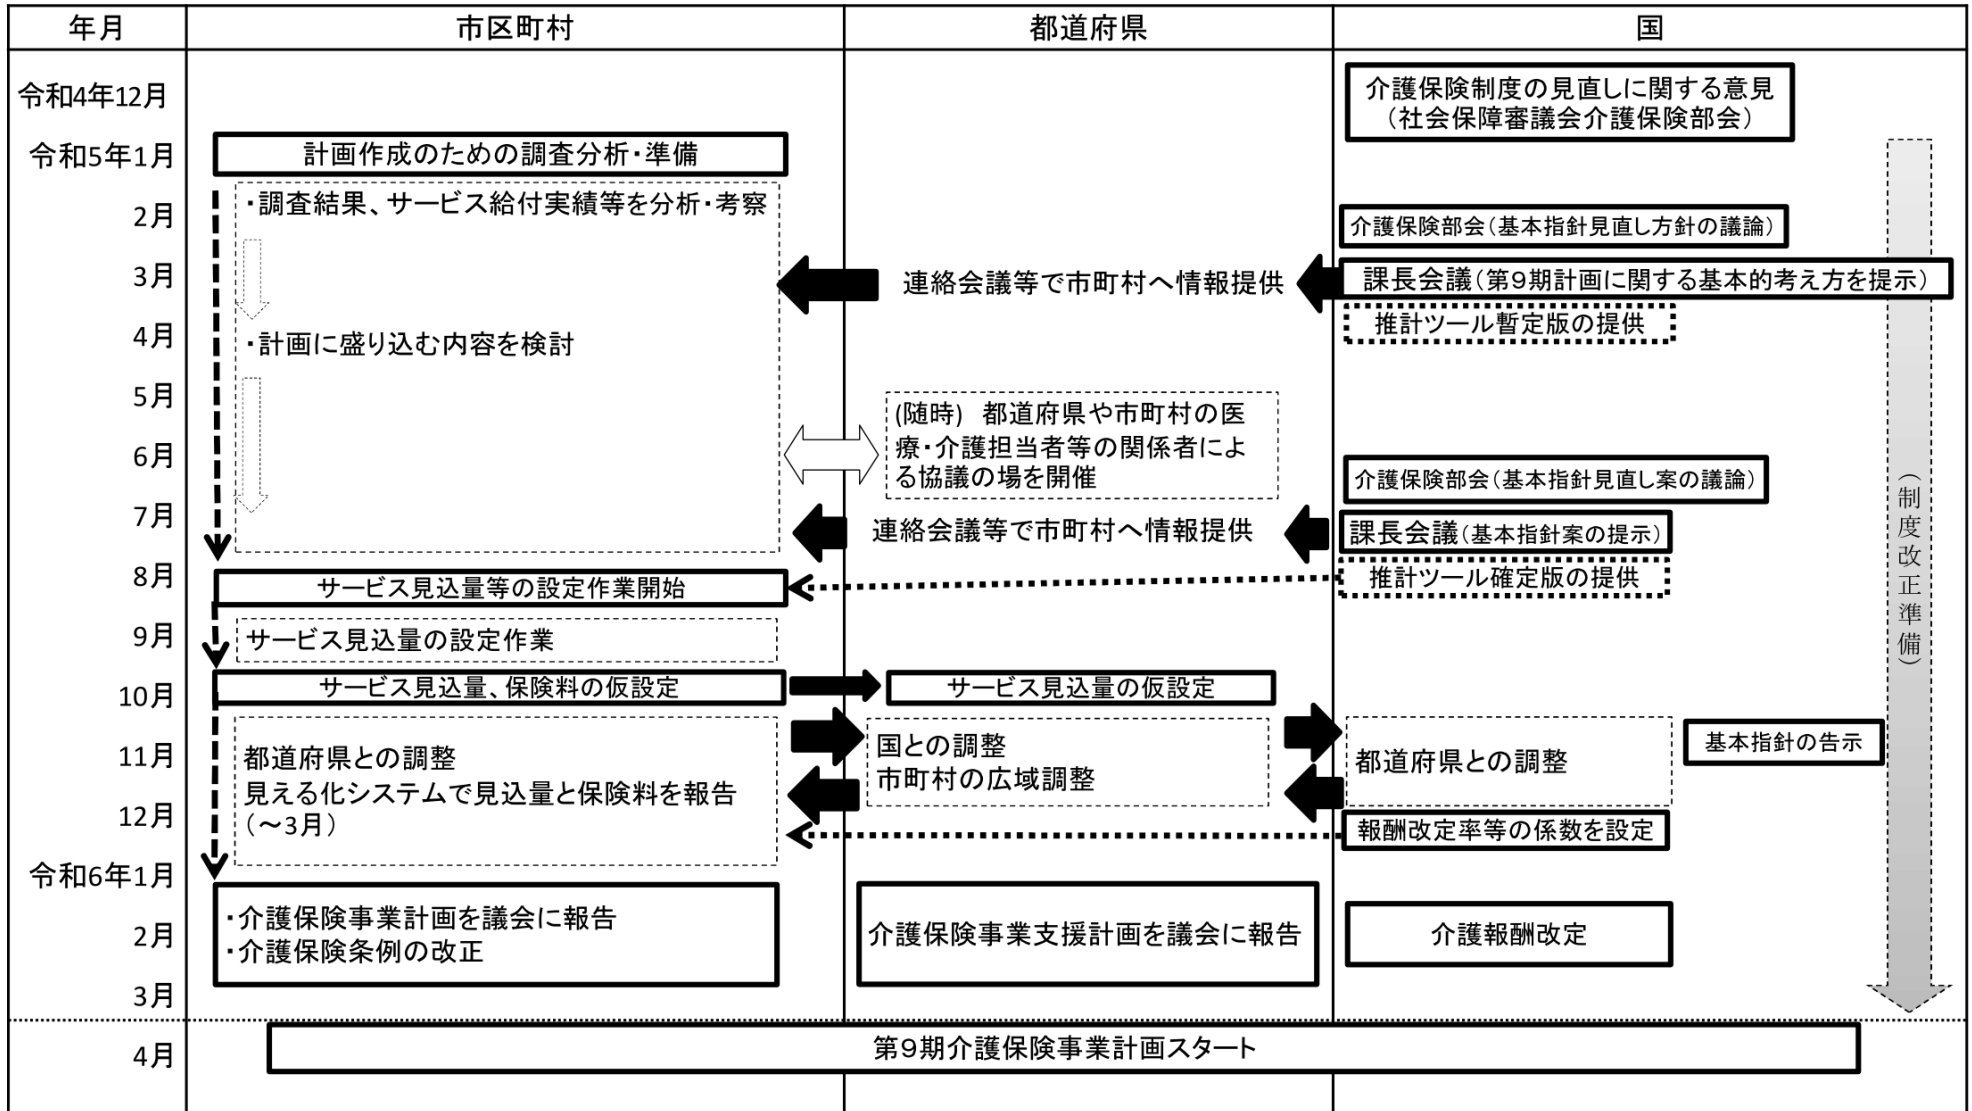 年月 市区町村 都道府県 国
令和4年12月
介護保険制度の見直しに関する意見
（社会保障審議会介護保険部会）
令和5年1月
計画作成のための調査分析・準備
・調査結果、サービス給付実績等を分析・考察
2月
介護保険部会（基本指針見直し方針の議論）
3月
連絡会議等で市町村へ情報提供
課長会議（第９期計画に関する基本的考え方を提示）
推計ツール暫定版の提供
4月
・計画に盛り込む内容を検討
5月
(随時)　都道府県や市町村の医
療・介護担当者等の関係者によ
る協議の場を開催
6月
介護保険部会（基本指針見直し案の議論）
7月
連絡会議等で市町村へ情報提供
課長会議（基本指針案の提示）
8月
サービス見込量等の設定作業開始
推計ツール確定版の提供
（制度改正準備）
9月
サービス見込量の設定作業
10月
サービス見込量、保険料の仮設定
サービス見込量の仮設定
11月
都道府県との調整
見える化システムで見込量と保険料を報告
（～3月）
国との調整
市町村の広域調整
都道府県との調整
基本指針の告示
12月
報酬改定率等の係数を設定
令和6年1月
・介護保険事業計画を議会に報告
・介護保険条例の改正
2月
介護保険事業支援計画を議会に報告
介護報酬改定
3月
4月
第９期介護保険事業計画スタート